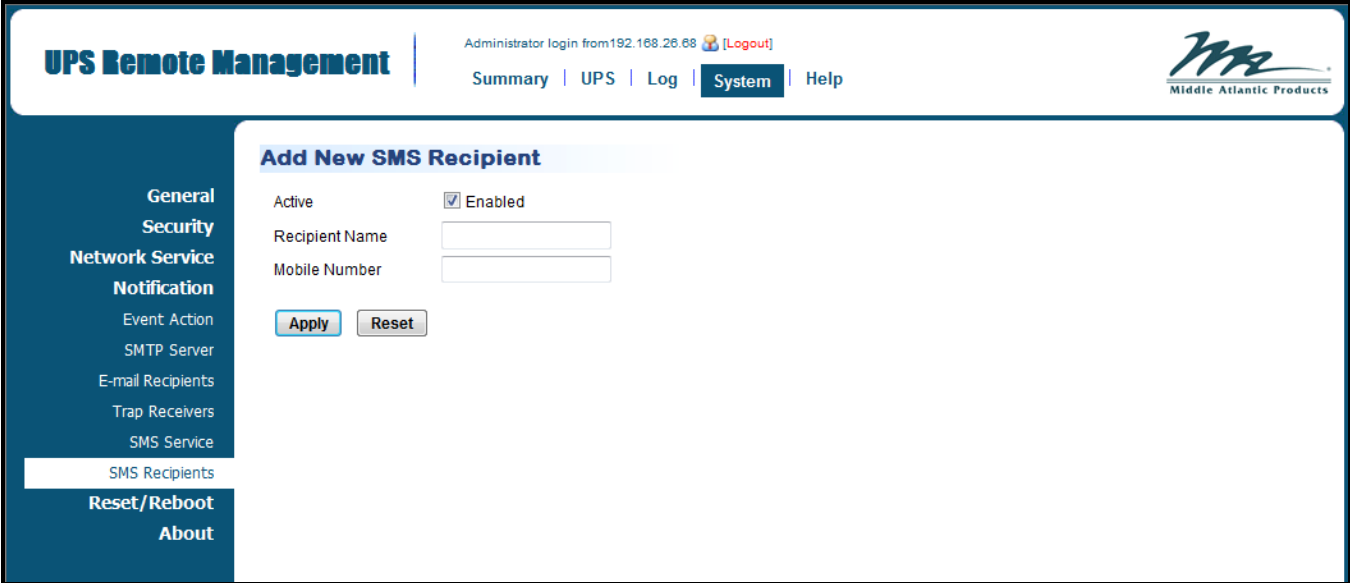 UPS Remote Management
Administrator login from192.168.26.68 [Logout]
Summary | UPS | Log | System | Help
Middle Atlantic Products
General
Security
Network Service
Notification
Event Action
SMTP Server
E-mail Recipients
Trap Receivers
SMS Service
SMS Recipients
Reset/Reboot
About
Add New SMS Recipient
Active Enabled
Recipient Name
Mobile Number
Apply Reset